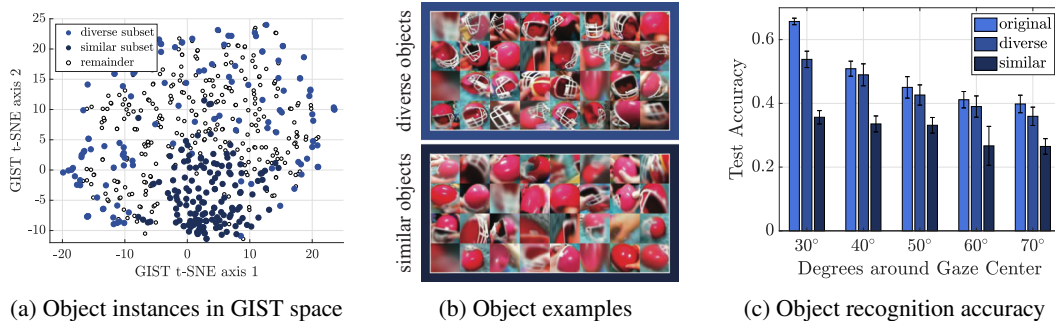 diverse subset
similar subset
remainder
25
20
15
10
5
0
-5
-10
GIST t-SNE axis 2
-20
-10
0
10
20
GIST t-SNE axis 1
(a) Object instances in GIST space
diverse objects
similar objects
(b) Object examples
original
diverse
similar
0.6
0.4
0.2
0
Test Accuracy
30° 40° 50° 60° 70°
Degrees around Gaze Center
(c) Object recognition accuracy